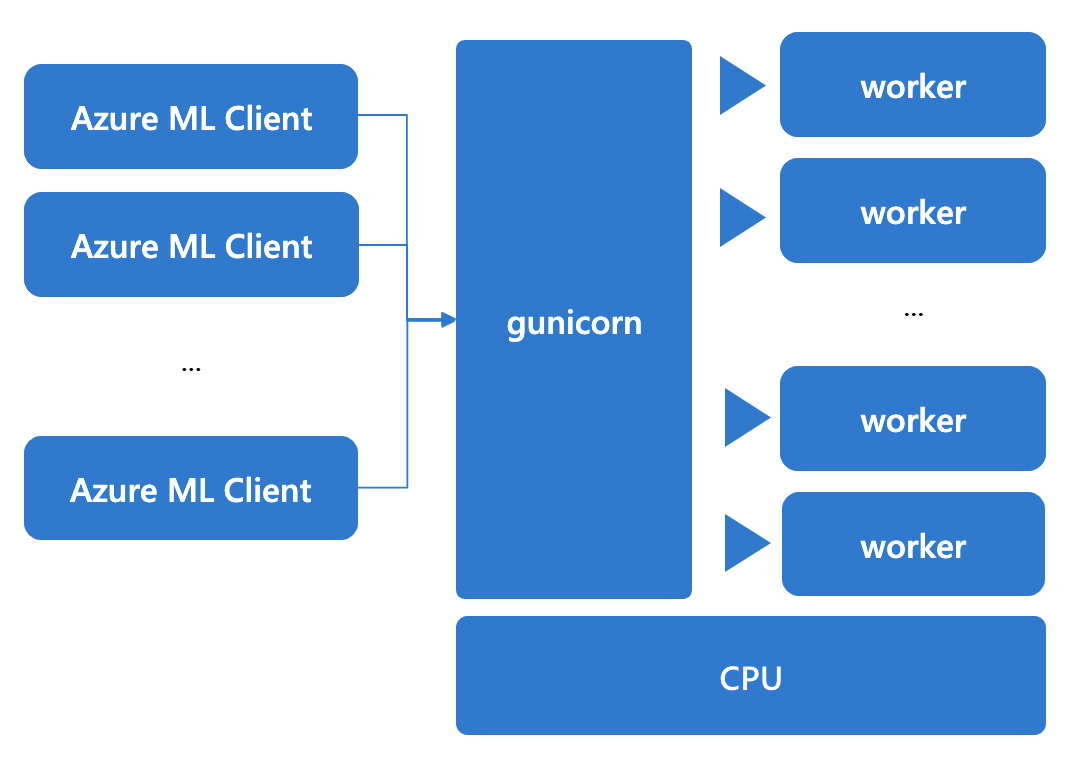 Azure ML Client
Azure ML Client
...
Azure ML Client
gunicorn
worker
worker
...
worker
worker
CPU